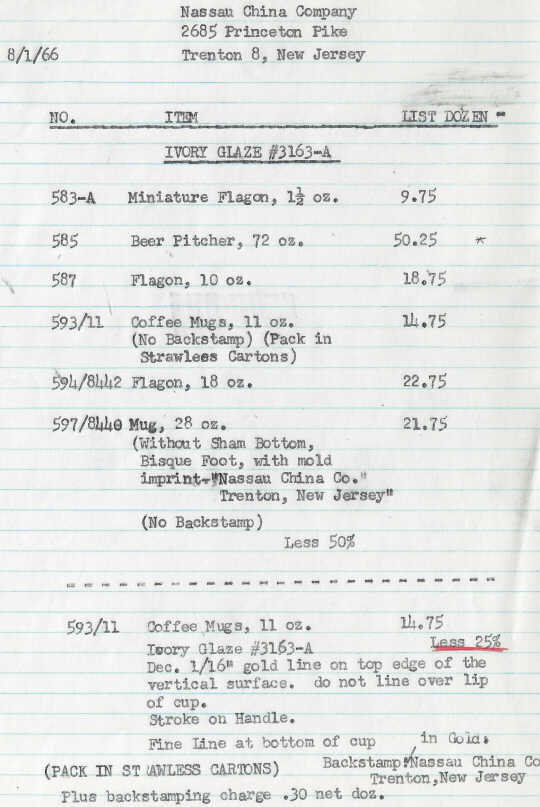 Nassau China Company
2685 Princeton Pike
8/1/66 Trenton 8, New Jersey
NO. ITEM LIST DOZEN -
IVORY GLAZE #3163-A
583-A Miniature Flagon, 1½ oz. 9.75
585 Beer Pitcher, 72 oz. 50.25 *
587 Flagon, 10 oz. 18.75
593/11 Coffee Mugs, 11 oz. 14.75
(No Backstamp) (Pack in
Strawless Cartons)
594/8442 Flagon, 18 oz. 22.75
597/8440 Mug, 28 oz. 21.75
(Without Sham Bottom,
Bisque Foot, with mold
imprint-"Nassau China Co."
Trenton, New Jersey"
(No Backstamp)
Less 50%
- - - - - - - - - - - - - - - - - - - - - - - - -
593/11 Coffee Mugs, 11 oz. 14.75
Ivory Glaze #3163-A Less 25%
Dec. 1/16" gold line on top edge of the
vertical surface. do not line over lip
of cup.
Stroke on Handle.
Fine Line at bottom of cup / in Gold.
(PACK IN STRAWLESS CARTONS) Backstamp:"Nassau China Co
Trenton,New Jersey
Plus backstamping charge .30 net doz.